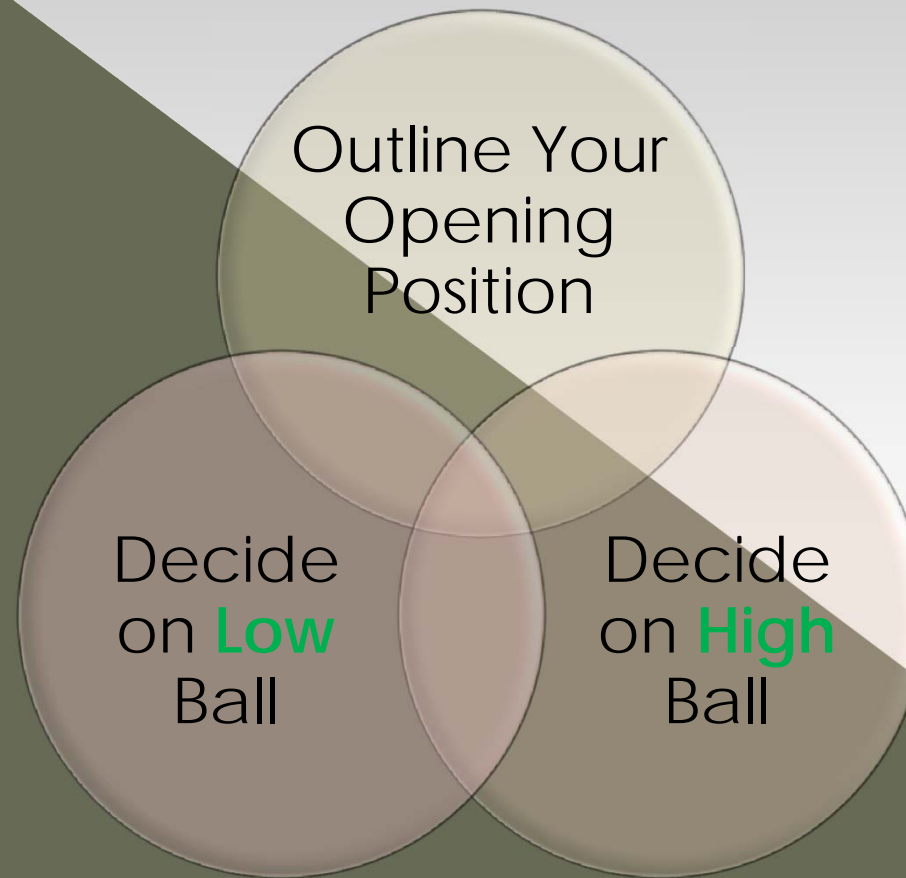 Outline Your
Opening
Position
Decide
on Low
Ball
Decide
on High
Ball